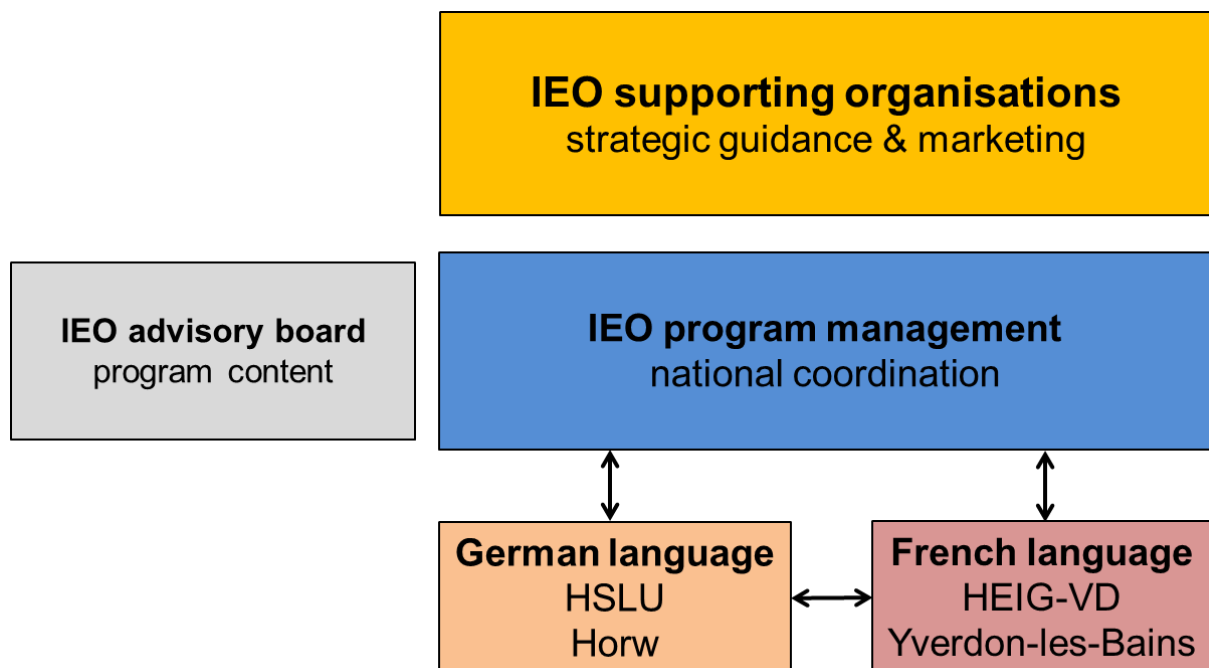 IEO supporting organisations
strategic guidance & marketing
IEO advisory board
program content
IEO program management
national coordination
German language
HSLU
Horw
French language
HEIG-VD
Yverdon-les-Bains